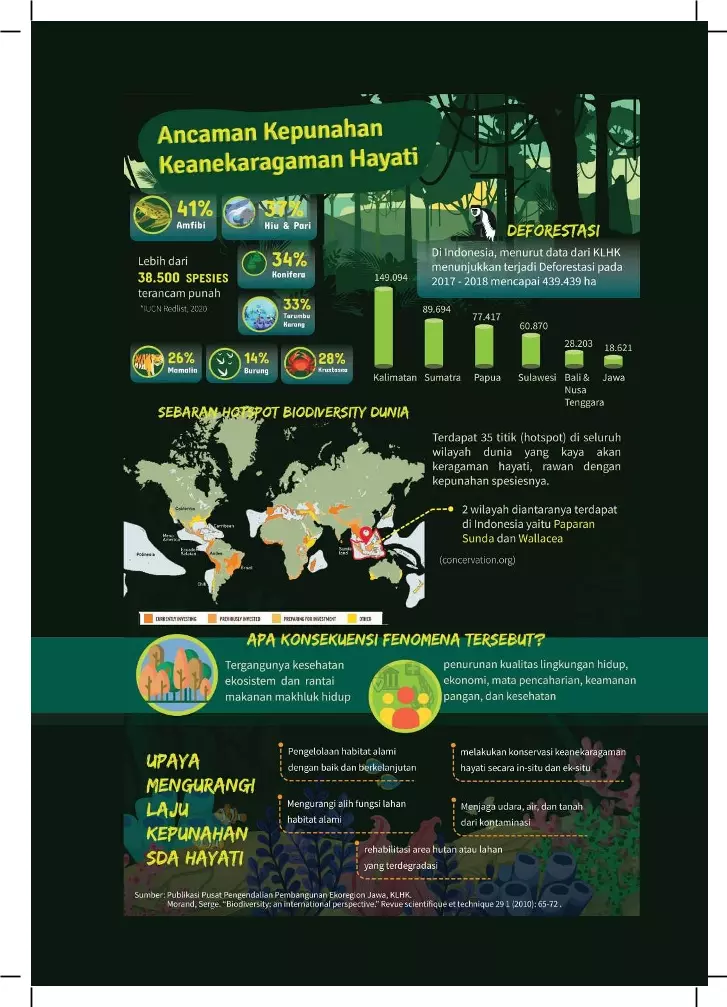 Ancaman Kepunahan
Keanekaragaman Hayati
41%
Amfibi
37%
Hiu & Pari
Lebih dari
38.500 SPESIES
terancam punah
*IUCN Redlist, 2020
34%
Konifera
33%
Terumbu
Karang
26%
Mamalia
14%
Burung
28%
Krustasea
DEFORESTASI
Di Indonesia, menurut data dari KLHK
menunjukkan terjadi Deforestasi pada
2017 - 2018 mencapai 439.439 ha
149.094
89.694
77.417
60.870
28.203
18.621
Kalimatan
Sumatra
Papua
Sulawesi
Bali &
Nusa
Tenggara
Jawa
SEBARAN HOTSPOT BIODIVERSITY DUNIA
California
Carribean
Meso
America
Polinesia
Ecuador
Selatan
Andes
Brazil
Chili
Sunda
land
CURRENTLY INVESTING
PREVIOUSLY INVESTED
PREPARING FOR INVESTMENT
OTHER
Terdapat 35 titik (hotspot) di seluruh
wilayah dunia yang kaya akan
keragaman hayati, rawan dengan
kepunahan spesiesnya.
2 wilayah diantaranya terdapat
di Indonesia yaitu Paparan
Sunda dan Wallacea
(concervation.org)
APA KONSEKUENSI FENOMENA TERSEBUT?
Tergangunya kesehatan
ekosistem dan rantai
makanan makhluk hidup
penurunan kualitas lingkungan hidup,
ekonomi, mata pencaharian, keamanan
pangan, dan kesehatan
UPAYA
MENGURANGI
LAJU
KEPUNAHAN
SDA HAYATI
Pengelolaan habitat alami
dengan baik dan berkelanjutan
melakukan konservasi keanekaragaman
hayati secara in-situ dan ek-situ
Mengurangi alih fungsi lahan
habitat alami
Menjaga udara, air, dan tanah
dari kontaminasi
rehabilitasi area hutan atau lahan
yang terdegradasi
Sumber: Publikasi Pusat Pengendalian Pembangunan Ekoregion Jawa, KLHK.
Morand, Serge. "Biodiversity: an international perspective." Revue scientifique et technique 29 1 (2010): 65-72 .